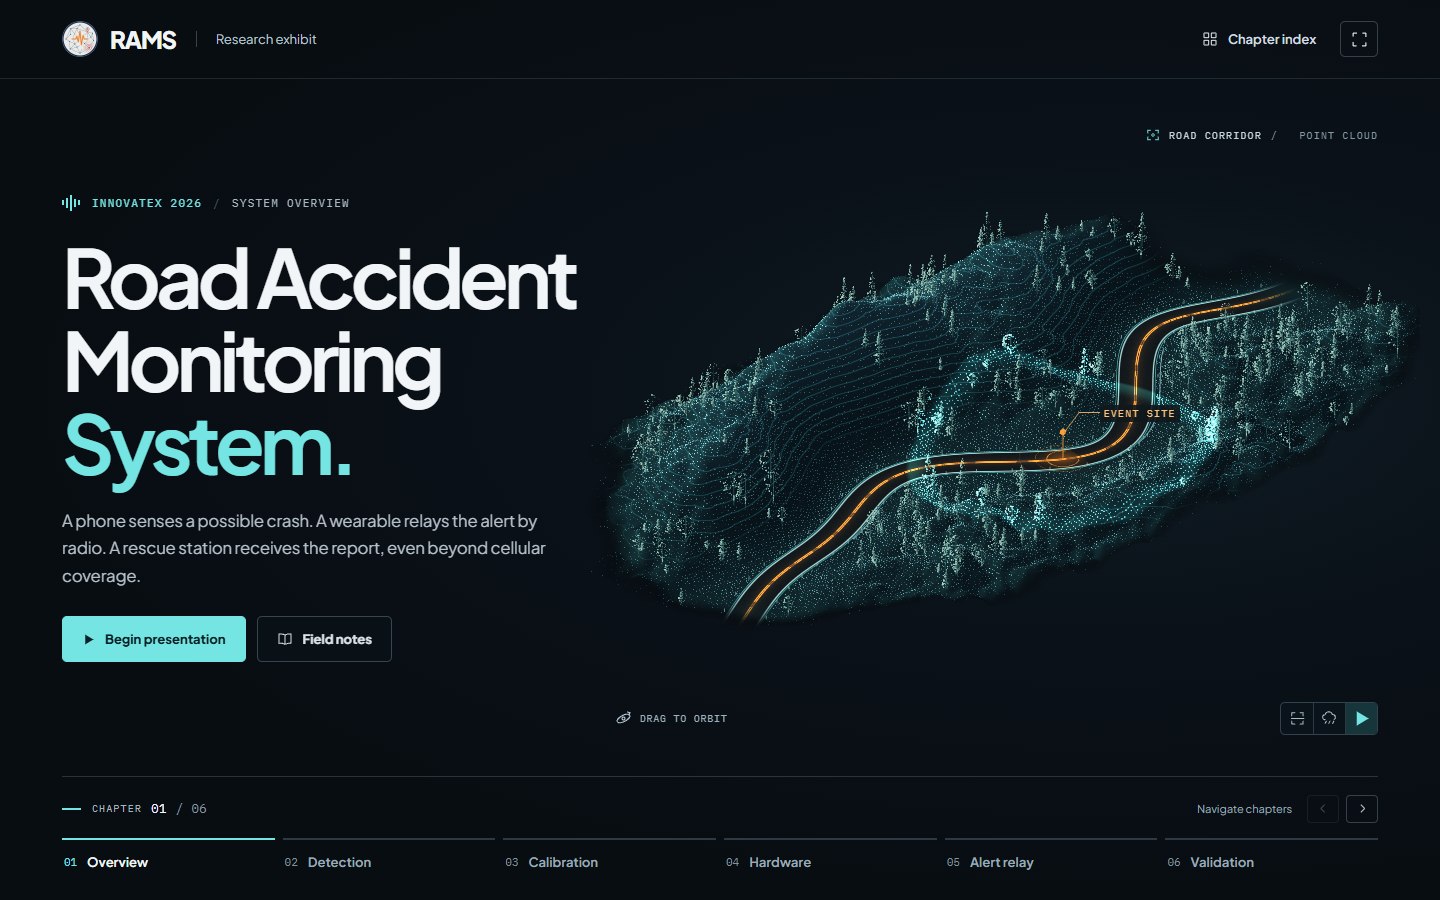 RAMS
Research exhibit
Chapter index
ROAD CORRIDOR / POINT CLOUD
INNOVATEX 2026 / SYSTEM OVERVIEW
Road Accident
Monitoring
System.
A phone senses a possible crash. A wearable relays the alert by
radio. A rescue station receives the report, even beyond cellular
coverage.
Begin presentation
Field notes
EVENT SITE
DRAG TO ORBIT
CHAPTER 01 / 06
Navigate chapters
01 Overview
02 Detection
03 Calibration
04 Hardware
05 Alert relay
06 Validation